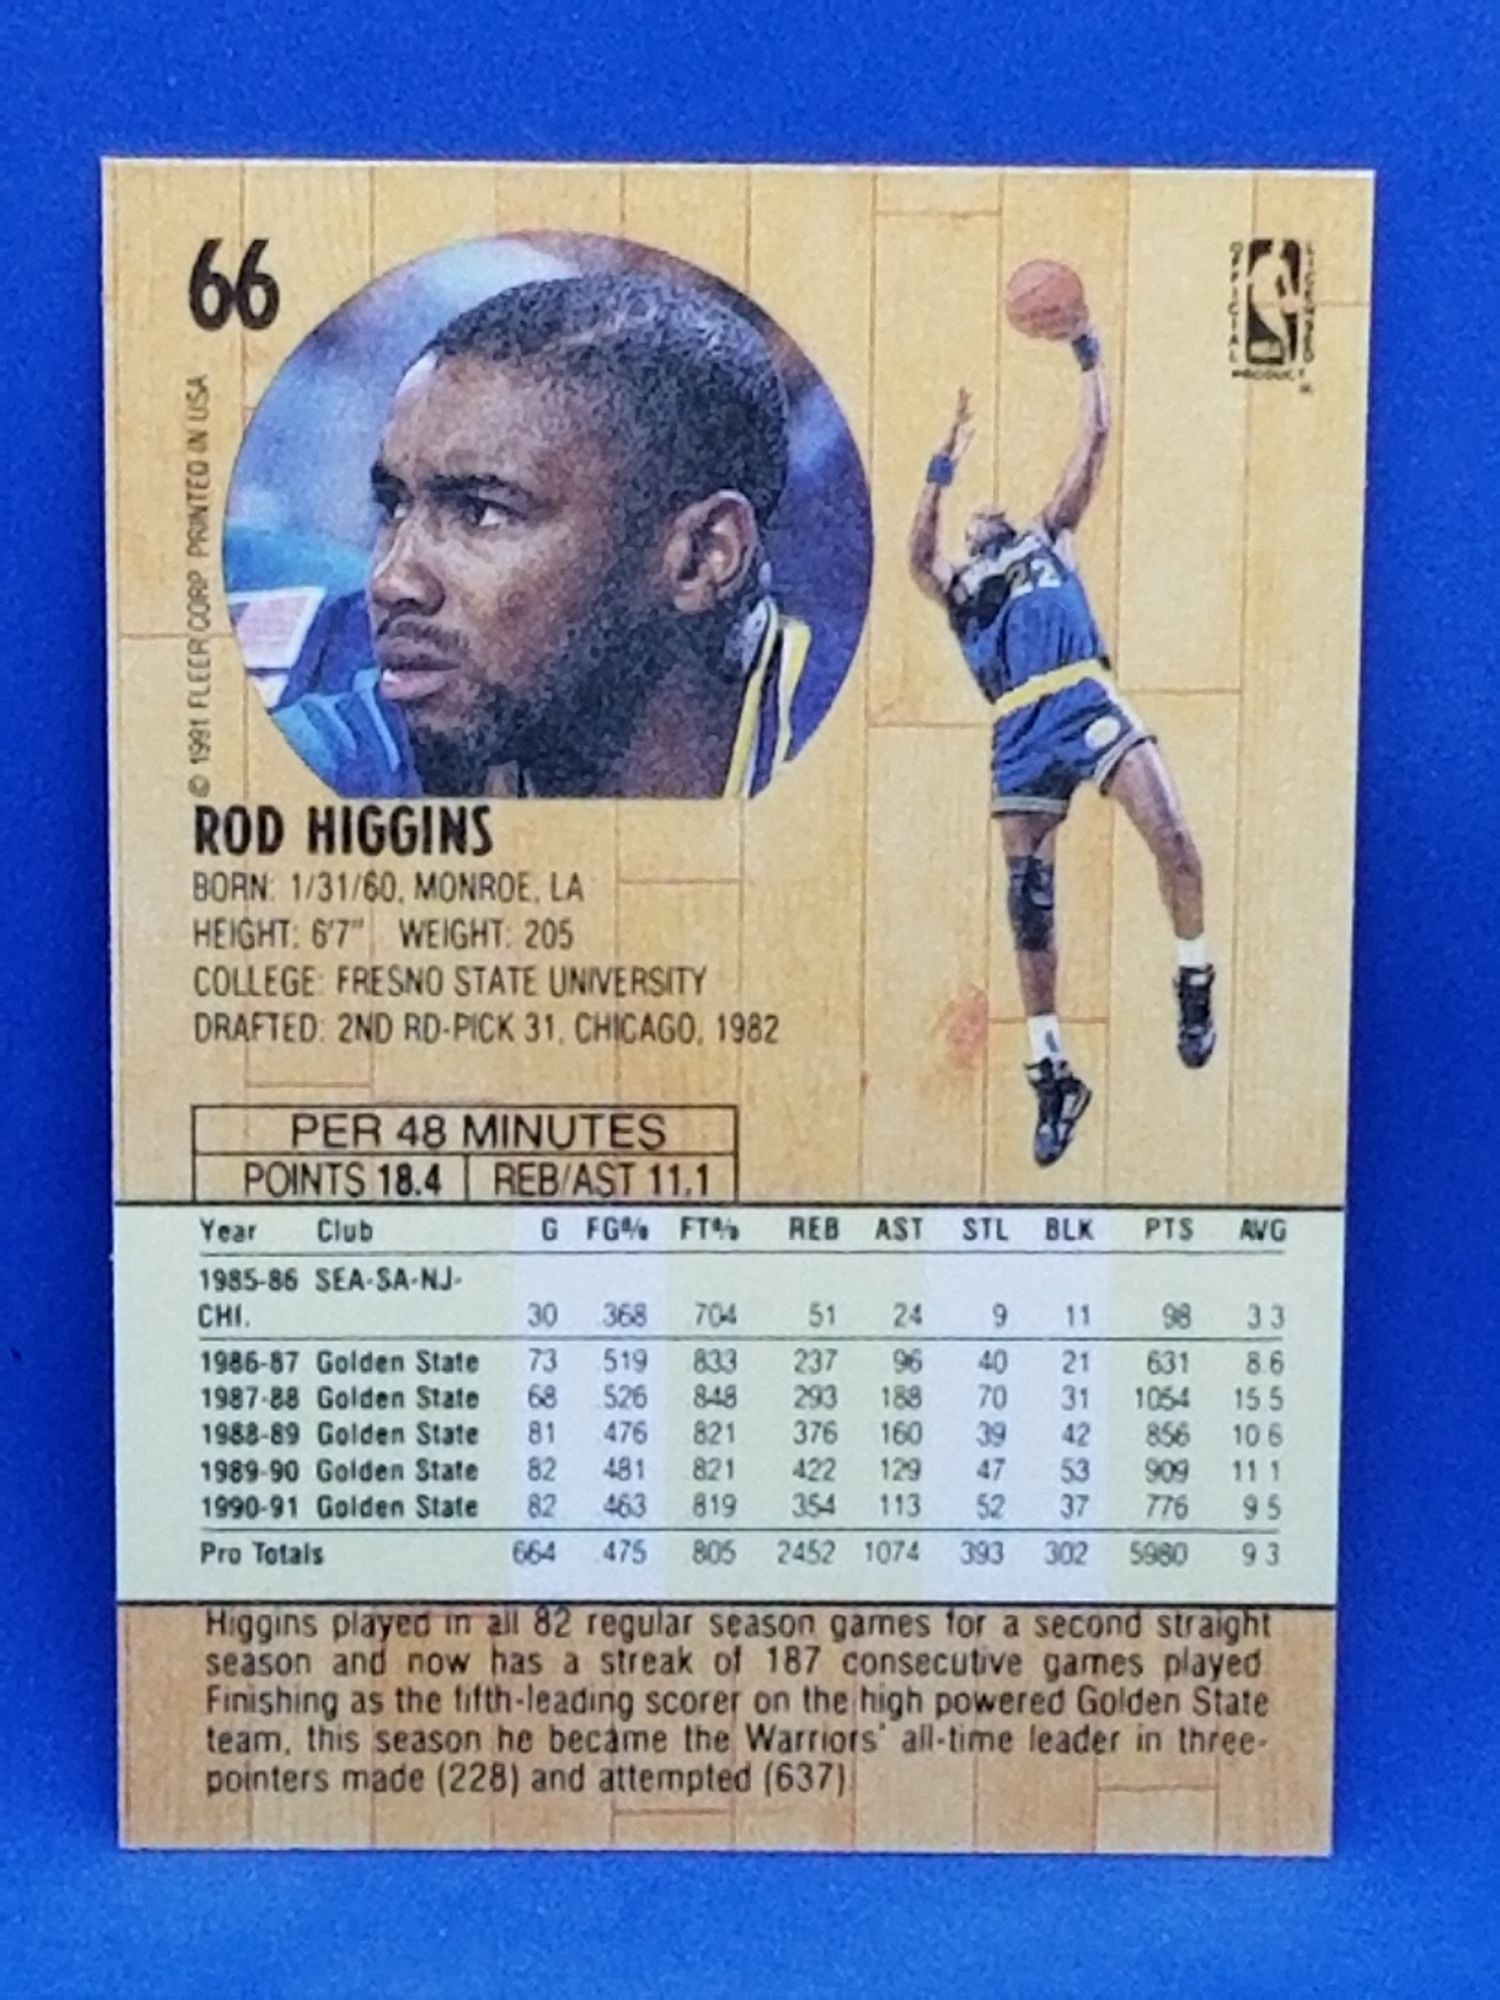 66
OFFICIAL LICENSED PRODUCT
© 1991 FLEER CORP PRINTED IN USA
22
ROD HIGGINS
BORN: 1/31/60, MONROE, LA
HEIGHT: 6'7" WEIGHT: 205
COLLEGE: FRESNO STATE UNIVERSITY
DRAFTED: 2ND RD-PICK 31, CHICAGO, 1982
PER 48 MINUTES
POINTS 18.4 REB/AST 11.1
Year Club G FG% FT% REB AST STL BLK PTS AVG
1985-86 SEA-SA-NJ-
CHI. 30 .368 .704 51 24 9 11 98 3.3
1986-87 Golden State 73 .519 .833 237 96 40 21 631 8.6
1987-88 Golden State 68 .526 .848 293 188 70 31 1054 15.5
1988-89 Golden State 81 .476 .821 376 160 39 42 856 10.6
1989-90 Golden State 82 .481 .821 422 129 47 53 909 11.1
1990-91 Golden State 82 .463 .819 354 113 52 37 776 9.5
Pro Totals 664 .475 .805 2452 1074 393 302 5980 9.3
Higgins played in all 82 regular season games for a second straight
season and now has a streak of 187 consecutive games played.
Finishing as the fifth-leading scorer on the high powered Golden State
team, this season he became the Warriors' all-time leader in three-
pointers made (228) and attempted (637).